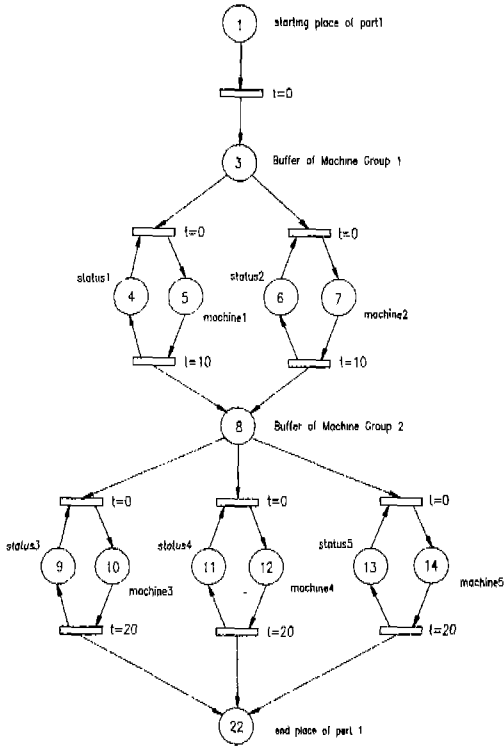 1 starting place of part1
t=0
3 Buffer of Machine Group 1
t=0 t=0
status1 4 5 machine1 status2 6 7 machine2
t=10 t=10
8 Buffer of Machine Group 2
t=0 t=0 t=0
status3 9 10 machine3 status4 11 12 machine4 status5 13 14 machine5
t=20 t=20 t=20
22 end place of part 1